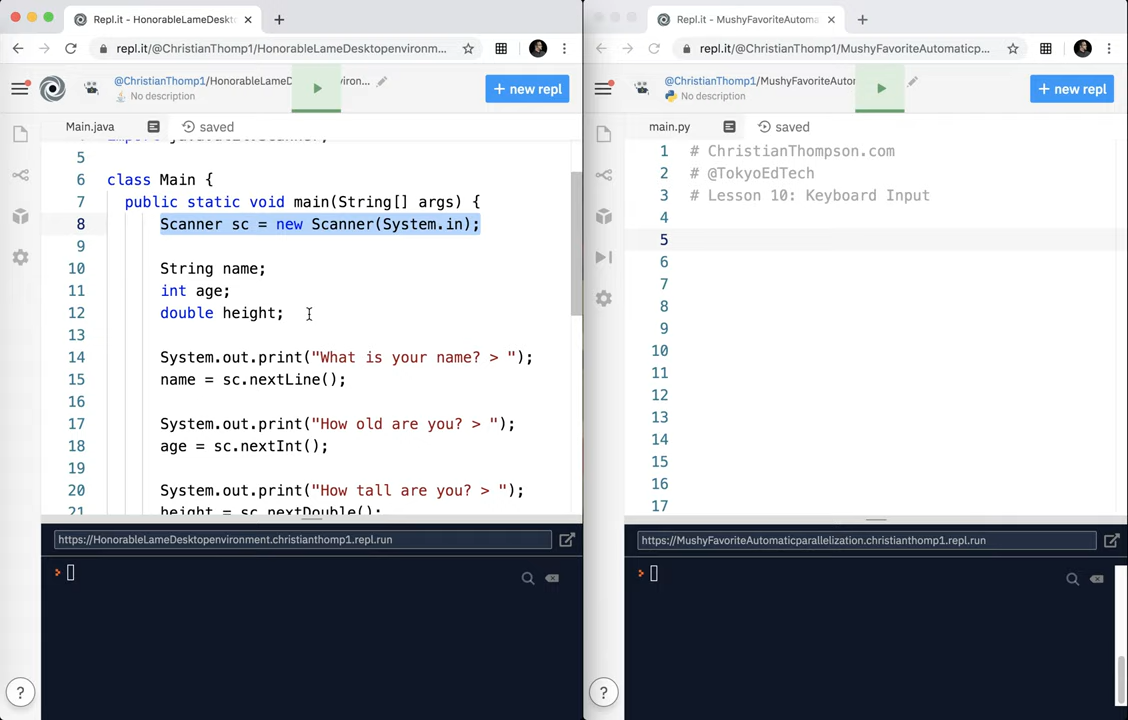 Repl.it - HonorableLameDeskt
repl.it/@ChristianThomp1/HonorableLameDesktopenvironm...
@ChristianThomp1/HonorableLameD iron...
No description
+ new repl
Main.java
saved
5
6 class Main {
7 public static void main(String[] args) {
8 Scanner sc = new Scanner(System.in);
9
10 String name;
11 int age;
12 double height;
13
14 System.out.print("What is your name? > ");
15 name = sc.nextLine();
16
17 System.out.print("How old are you? > ");
18 age = sc.nextInt();
19
20 System.out.print("How tall are you? > ");
21 height = sc.nextDouble();
https://HonorableLameDesktopenvironment.christianthomp1.repl.run
>
?
Repl.it - MushyFavoriteAutoma
repl.it/@ChristianThomp1/MushyFavoriteAutomaticp...
@ChristianThomp1/MushyFavoriteAutor
No description
+ new repl
main.py
saved
1 # ChristianThompson.com
2 # @TokyoEdTech
3 # Lesson 10: Keyboard Input
4
5
6
7
8
9
10
11
12
13
14
15
16
17
https://MushyFavoriteAutomaticparallelization.christianthomp1.repl.run
>
?